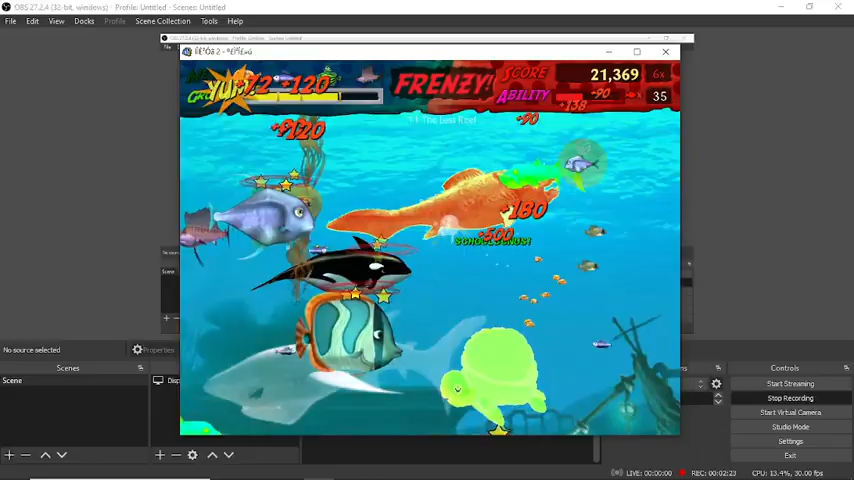 OBS 27.2.4 (32-bit, windows) - Profile: Untitled - Scenes: Untitled
File Edit View Docks Profile Scene Collection Tools Help
YUM!
+120
FRENZY!
SCORE
21,369
6x
ABILITY
+90
+138
35
+120
+90
+180
+500
No source selected
Properties
Scenes
Controls
Scene
Start Streaming
Stop Recording
Start Virtual Camera
Studio Mode
Settings
Exit
LIVE: 00:00:00
REC: 00:02:23
CPU: 13.4%, 30.00 fps